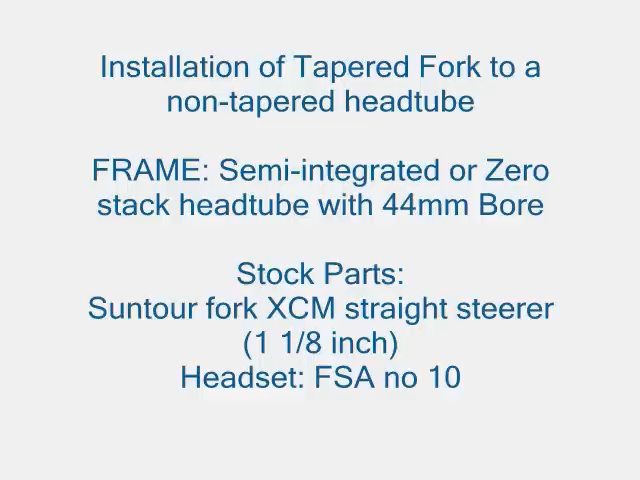 Installation of Tapered Fork to a
non-tapered headtube
FRAME: Semi-integrated or Zero
stack headtube with 44mm Bore
Stock Parts:
Suntour fork XCM straight steerer
(1 1/8 inch)
Headset: FSA no 10